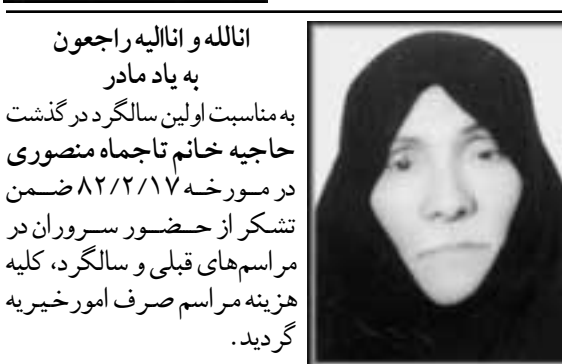 انالله و اناالیه راجعون
به یاد مادر
به مناسبت اولین سالگرد درگذشت
حاجیه خانم تاجماه منصوری
در مورخه ۸۲/۲/۱۷ ضمن
تشکر از حضور سروران در
مراسم‌های قبلی و سالگرد، کلیه
هزینه مراسم صرف امور خیریه
گردید.